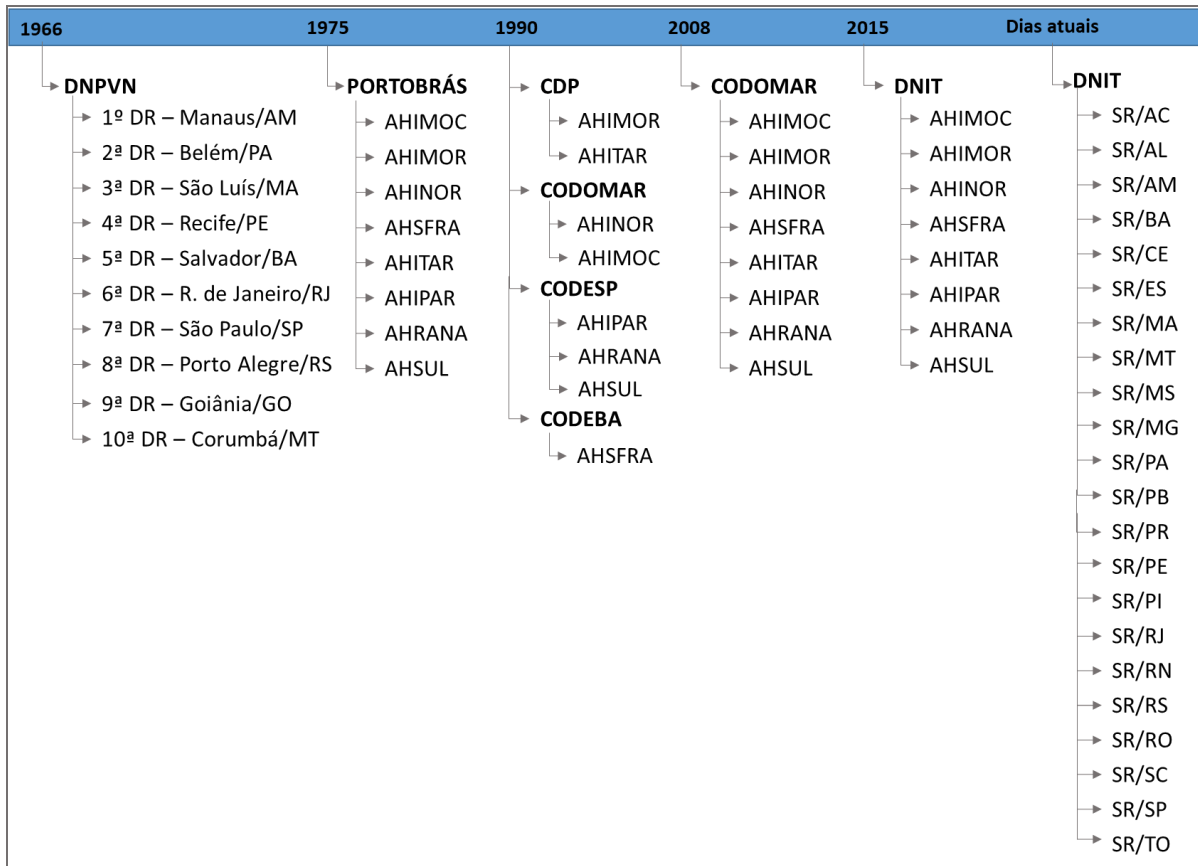 1966
1975
1990
2008
2015
Dias atuais
DNPVN
1º DR – Manaus/AM
2ª DR – Belém/PA
3ª DR – São Luís/MA
4ª DR – Recife/PE
5ª DR – Salvador/BA
6ª DR – R. de Janeiro/RJ
7ª DR – São Paulo/SP
8ª DR – Porto Alegre/RS
9ª DR – Goiânia/GO
10ª DR – Corumbá/MT
PORTOBRÁS
AHIMOC
AHIMOR
AHINOR
AHSFRA
AHITAR
AHIPAR
AHRANA
AHSUL
CDP
AHIMOR
AHITAR
CODOMAR
AHINOR
AHIMOC
CODESP
AHIPAR
AHRANA
AHSUL
CODEBA
AHSFRA
CODOMAR
AHIMOC
AHIMOR
AHINOR
AHSFRA
AHITAR
AHIPAR
AHRANA
AHSUL
DNIT
AHIMOC
AHIMOR
AHINOR
AHSFRA
AHITAR
AHIPAR
AHRANA
AHSUL
DNIT
SR/AC
SR/AL
SR/AM
SR/BA
SR/CE
SR/ES
SR/MA
SR/MT
SR/MS
SR/MG
SR/PA
SR/PB
SR/PR
SR/PE
SR/PI
SR/RJ
SR/RN
SR/RS
SR/RO
SR/SC
SR/SP
SR/TO